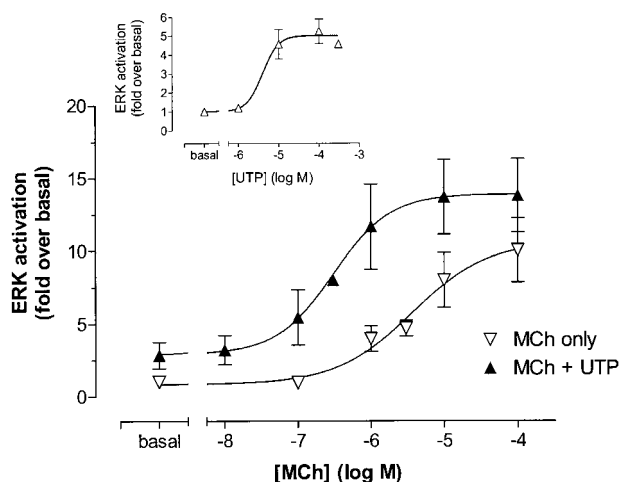 6
5
4
3
2
1
0
ERK activation
(fold over basal)
basal
-6
-5
-4
-3
[UTP] (log M)
20
15
10
5
0
ERK activation
(fold over basal)
MCh only
MCh + UTP
basal
-8
-7
-6
-5
-4
[MCh] (log M)